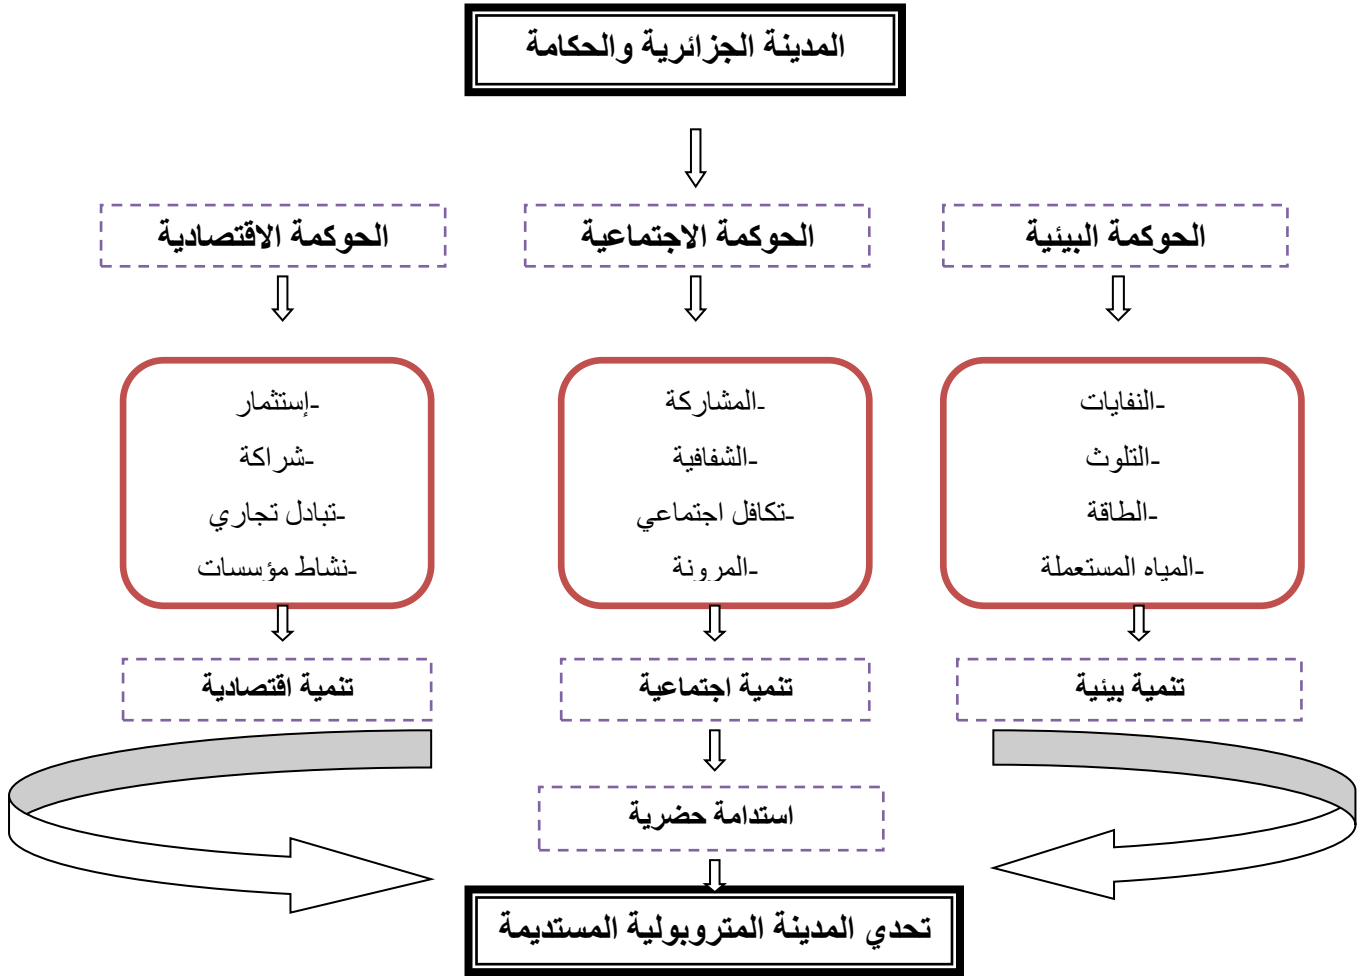 المدينة الجزائرية والحكامة
الحوكمة البيئية
الحوكمة الاجتماعية
الحوكمة الاقتصادية
-النفايات
-التلوث
-الطاقة
-المياه المستعملة
-المشاركة
-الشفافية
-تكافل اجتماعي
-المرونة
-إستثمار
-شراكة
-تبادل تجاري
-نشاط مؤسسات
تنمية بيئية
تنمية اجتماعية
تنمية اقتصادية
استدامة حضرية
تحدي المدينة المتروبولية المستديمة